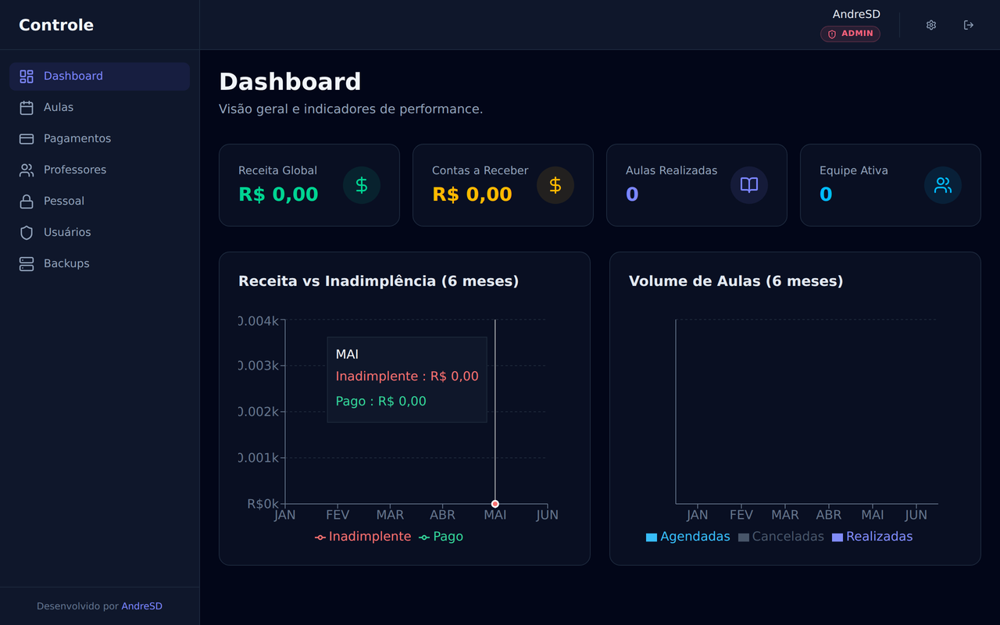 Controle
AndreSD
ADMIN
Dashboard
Aulas
Pagamentos
Professores
Pessoal
Usuários
Backups
Desenvolvido por AndreSD
Dashboard
Visão geral e indicadores de performance.
Receita Global
R$ 0,00
Contas a Receber
R$ 0,00
Aulas Realizadas
0
Equipe Ativa
0
Receita vs Inadimplência (6 meses)
0.004k
0.003k
0.002k
0.001k
R$0k
MAI
Inadimplente : R$ 0,00
Pago : R$ 0,00
JAN FEV MAR ABR MAI JUN
Inadimplente Pago
Volume de Aulas (6 meses)
JAN FEV MAR ABR MAI JUN
Agendadas Canceladas Realizadas